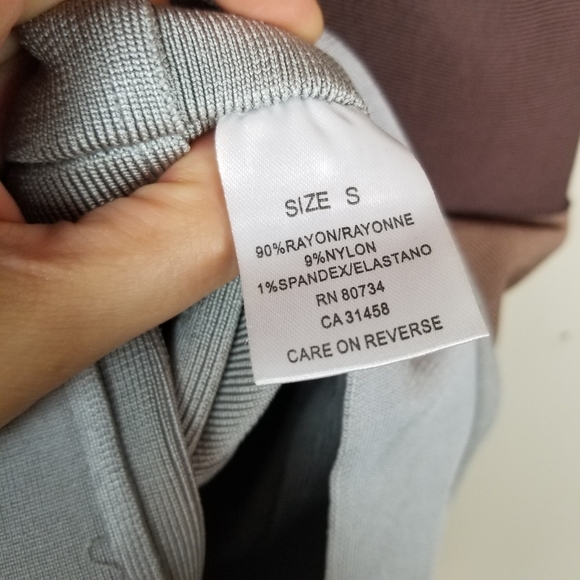 SIZE S
90%RAYON/RAYONNE
9%NYLON
1%SPANDEX/ELASTANO
RN 80734
CA 31458
CARE ON REVERSE